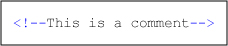 <!--This is a comment-->